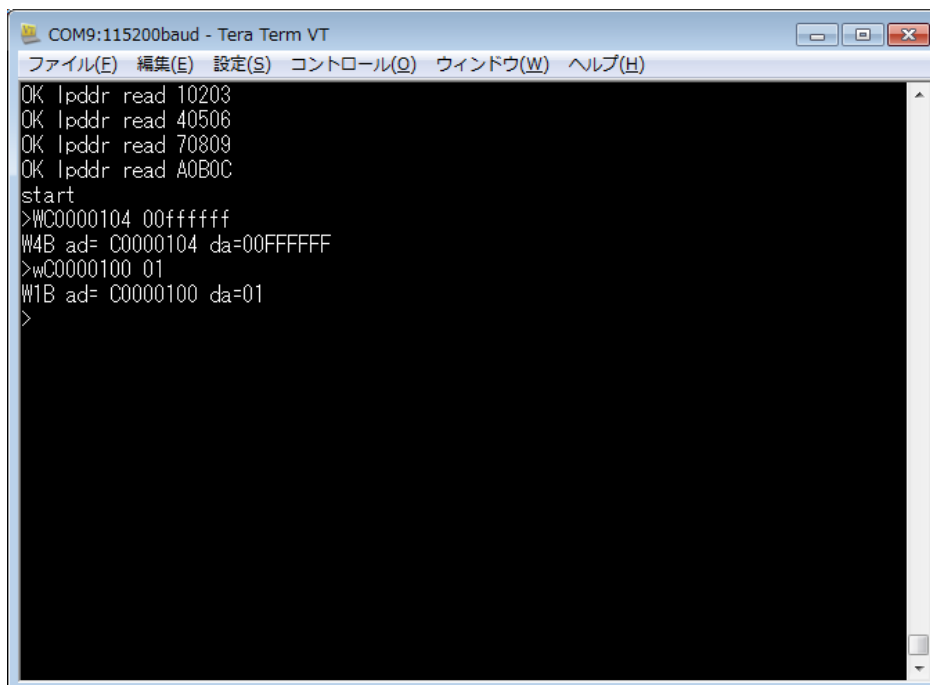 COM9:115200baud - Tera Term VT
ファイル(F) 編集(E) 設定(S) コントロール(O) ウィンドウ(W) ヘルプ(H)
OK lpddr read 10203
OK lpddr read 40506
OK lpddr read 70809
OK lpddr read A0B0C
start
>WC0000104 00ffffff
W4B ad= C0000104 da=00FFFFFF
>wC0000100 01
W1B ad= C0000100 da=01
>